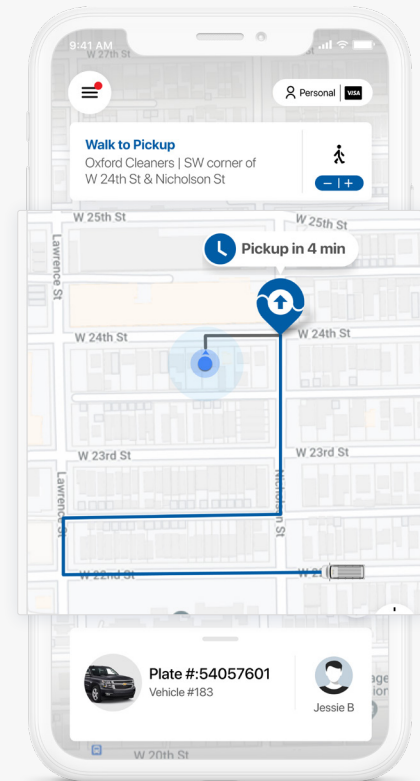 9:41 AM
W 27th St
St
Personal
VISA
Walk to Pickup
Oxford Cleaners | SW corner of
W 24th St & Nicholson St
− | +
W 25th St
W 25th St
Lawrence St
Pickup in 4 min
W 24th St
W 24th St
W 23rd St
W 23rd St
Lawrence St
Nicholson St
W 22nd St
Plate #:54057601
Vehicle #183
Jessie B
W 20th St